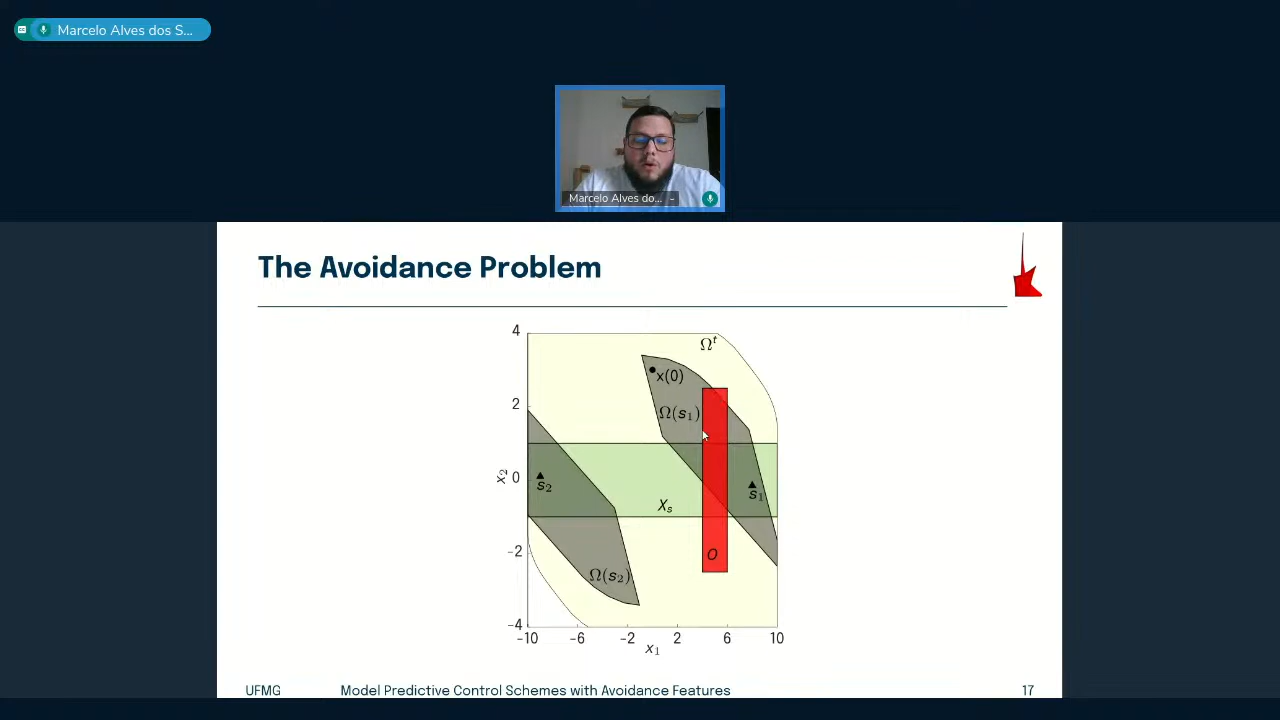 Marcelo Alves dos S...
Marcelo Alves do...
The Avoidance Problem
4
Ωᵗ
x(0)
2
Ω(s₁)
x₂
0
s₂
s₁
Xₛ
-2
O
Ω(s₂)
-4
-10
-6
-2
2
6
10
x₁
UFMG
Model Predictive Control Schemes with Avoidance Features
17